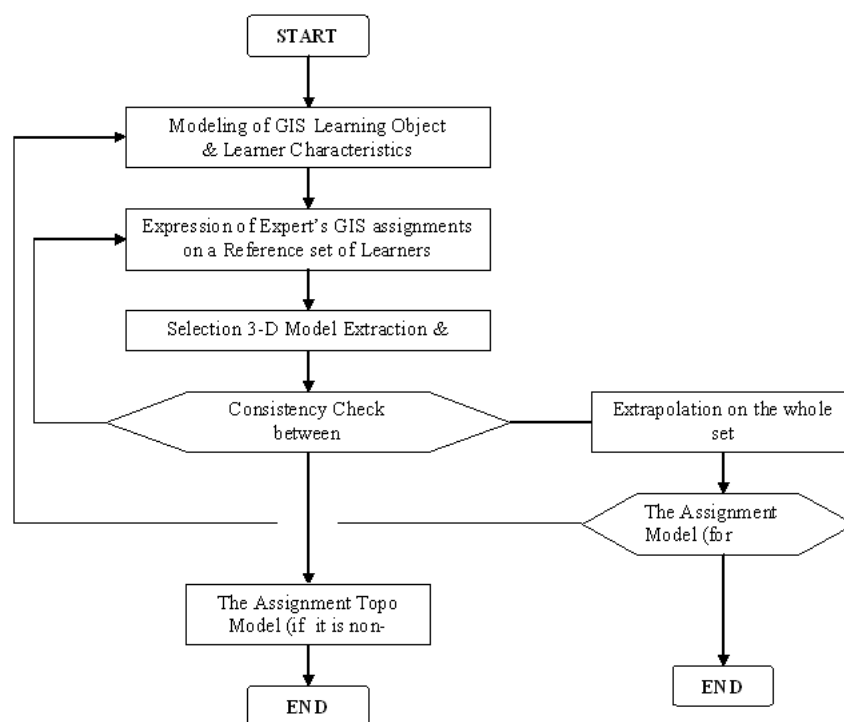 START
Modeling of GIS Learning Object
& Learner Characteristics
Expression of Expert's GIS assignments
on a Reference set of Learners
Selection 3-D Model Extraction &
Consistency Check
between
Extrapolation on the whole
set
The Assignment
Model (for
The Assignment Topo
Model (if it is non-
END
END